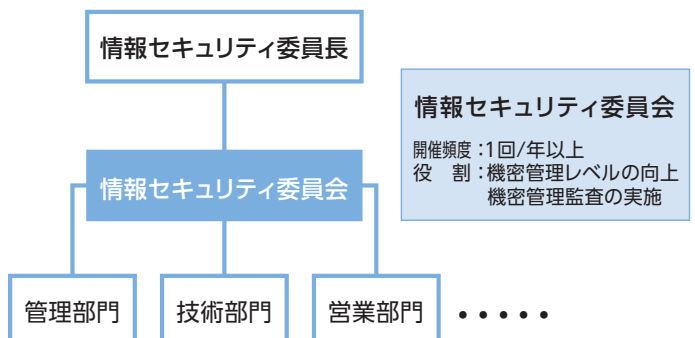 情報セキュリティ委員長
情報セキュリティ委員会
開催頻度:1回/年以上
役　割:機密管理レベルの向上
機密管理監査の実施
情報セキュリティ委員会
管理部門
技術部門
営業部門
・・・・・